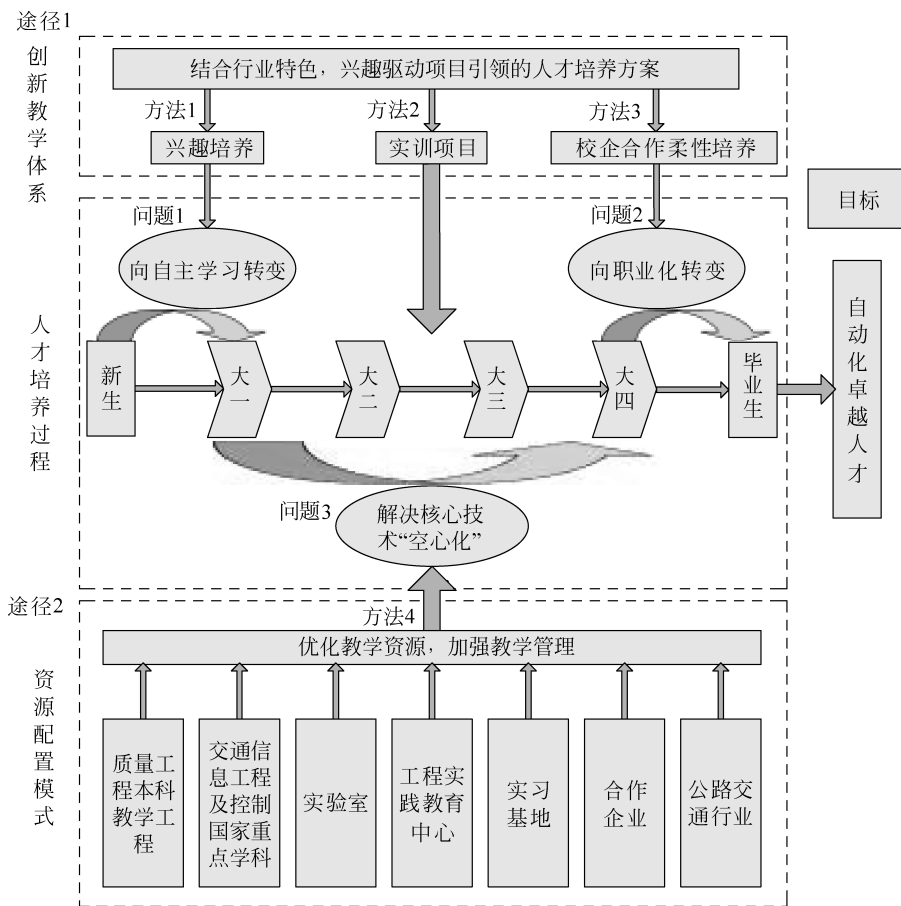 途径1
创新教学体系
结合行业特色，兴趣驱动项目引领的人才培养方案
方法1
方法2
方法3
兴趣培养
实训项目
校企合作柔性培养
目标
问题1
问题2
向自主学习转变
向职业化转变
人才培养过程
新生
大一
大二
大三
大四
毕业生
自动化卓越人才
问题3
解决核心技
术“空心化”
途径2
方法4
优化教学资源，加强教学管理
资源配置模式
质量工
程本科
教学工
程
交通信
息工程
及控制
国家重
点学科
实验室
工程实
践教育
中心
实习
基地
合作
企业
公路交
通行业